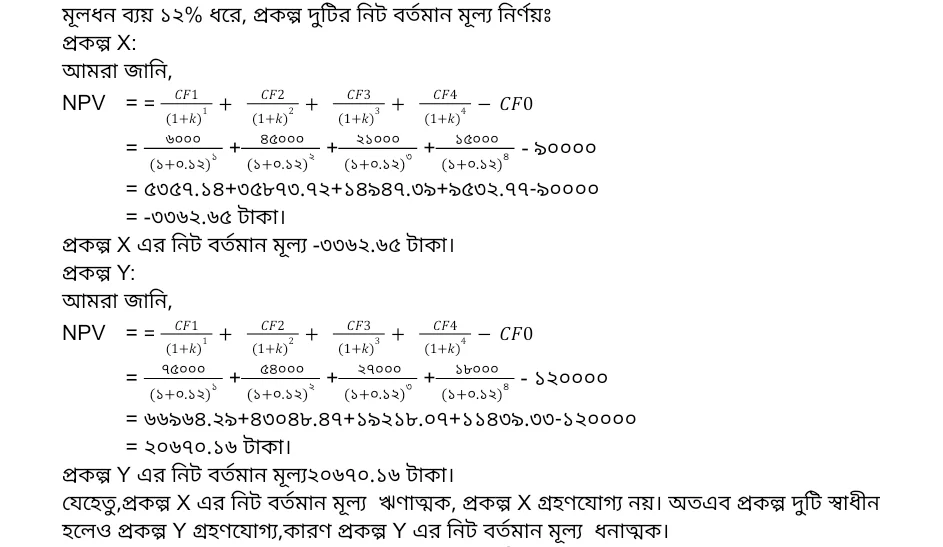 মূলধন ব্যয় ১২% ধরে, প্রকল্প দুটির নিট বর্তমান মূল্য নির্ণয়ঃ
প্রকল্প X:
আমরা জানি,
NPV = = CF1/(1+k)^1 + CF2/(1+k)^2 + CF3/(1+k)^3 + CF4/(1+k)^4 − CF0
= ৬০০০/(১+০.১২)^১ + ৪৫০০০/(১+০.১২)^২ + ২১০০০/(১+০.১২)^৩ + ১৫০০০/(১+০.১২)^৪ - ৯০০০০
= ৫৩৫৭.১৪+৩৫৮৭৩.৭২+১৪৯৪৭.৩৯+৯৫৩২.৭৭-৯০০০০
= -৩৩৬২.৬৫ টাকা।
প্রকল্প X এর নিট বর্তমান মূল্য -৩৩৬২.৬৫ টাকা।
প্রকল্প Y:
আমরা জানি,
NPV = = CF1/(1+k)^1 + CF2/(1+k)^2 + CF3/(1+k)^3 + CF4/(1+k)^4 − CF0
= ৭৫০০০/(১+০.১২)^১ + ৫৪০০০/(১+০.১২)^২ + ২৭০০০/(১+০.১২)^৩ + ১৮০০০/(১+০.১২)^৪ - ১২০০০০
= ৬৬৯৬৪.২৯+৪৩০৪৮.৪৭+১৯২১৮.০৭+১১৪৩৯.৩৩-১২০০০০
= ২০৬৭০.১৬ টাকা।
প্রকল্প Y এর নিট বর্তমান মূল্য২০৬৭০.১৬ টাকা।
যেহেতু,প্রকল্প X এর নিট বর্তমান মূল্য ঋণাত্মক, প্রকল্প X গ্রহণযোগ্য নয়। অতএব প্রকল্প দুটি স্বাধীন
হলেও প্রকল্প Y গ্রহণযোগ্য,কারণ প্রকল্প Y এর নিট বর্তমান মূল্য ধনাত্মক।